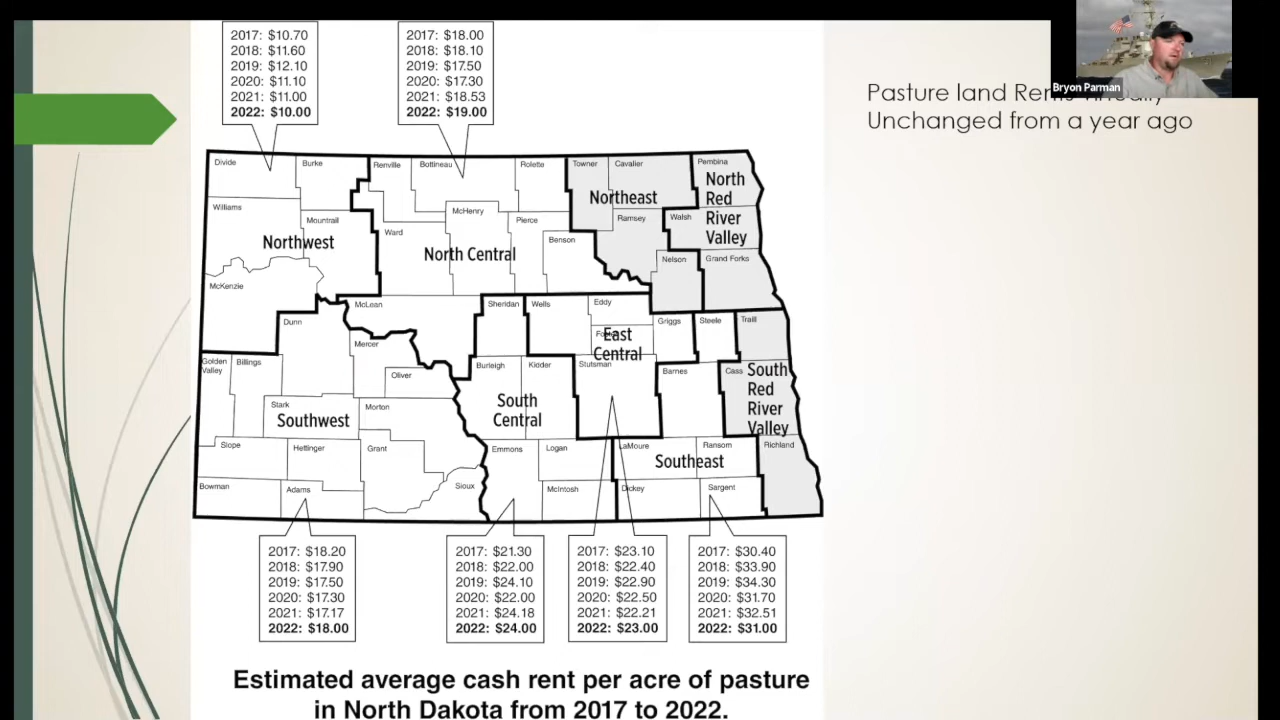 2017: $10.70
2018: $11.60
2019: $12.10
2020: $11.10
2021: $11.00
2022: $10.00
2017: $18.00
2018: $18.10
2019: $17.50
2020: $17.30
2021: $18.53
2022: $19.00
Bryon Parman
Pasture land
Unchanged from a year ago
Divide
Burke
Renville
Bottineau
Rolette
Towner
Cavalier
Pembina
Northeast
North
Red
River
Valley
Williams
Mountrail
McHenry
Pierce
Ramsey
Walsh
Ward
Benson
Northwest
North Central
Nelson
Grand Forks
McKenzie
McLean
Sheridan
Wells
Eddy
Dunn
Griggs
Steele
Traill
East
Central
Mercer
Golden
Valley
Billings
Oliver
Burleigh
Kidder
Stutsman
Barnes
Cass
South
Red
River
Valley
Stark
Morton
Southwest
South
Central
Slope
Hettinger
Grant
Emmons
Logan
LaMoure
Ransom
Richland
Southeast
Bowman
Adams
Sioux
McIntosh
Dickey
Sargent
2017: $18.20
2018: $17.90
2019: $17.50
2020: $17.30
2021: $17.17
2022: $18.00
2017: $21.30
2018: $22.00
2019: $24.10
2020: $22.00
2021: $24.18
2022: $24.00
2017: $23.10
2018: $22.40
2019: $22.90
2020: $22.50
2021: $22.21
2022: $23.00
2017: $30.40
2018: $33.90
2019: $34.30
2020: $31.70
2021: $32.51
2022: $31.00
Estimated average cash rent per acre of pasture
in North Dakota from 2017 to 2022.